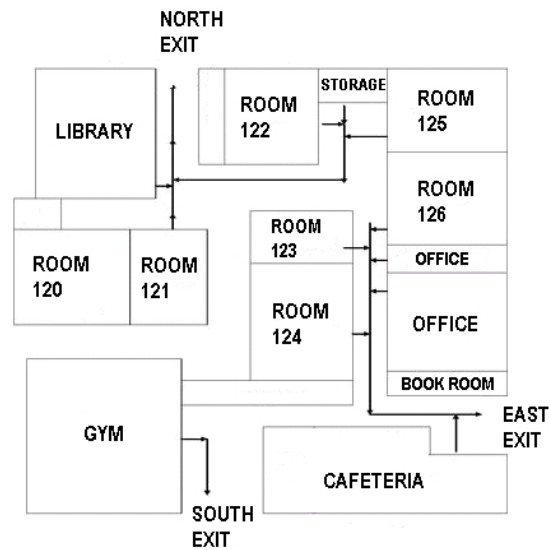 NORTH
EXIT
STORAGE
LIBRARY
ROOM
122
ROOM
125
ROOM
126
ROOM
123
OFFICE
ROOM
120
ROOM
121
ROOM
124
OFFICE
BOOK ROOM
GYM
EAST
EXIT
CAFETERIA
SOUTH
EXIT